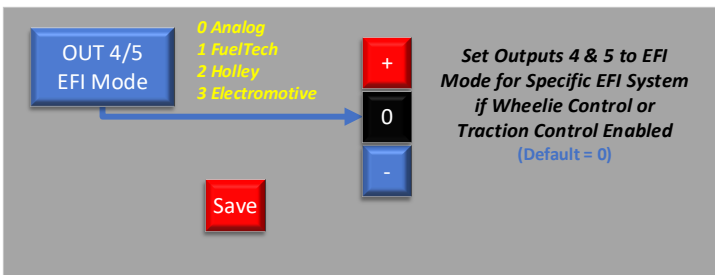 OUT 4/5
EFI Mode
0 Analog
1 FuelTech
2 Holley
3 Electromotive
+
0
-
Set Outputs 4 & 5 to EFI
Mode for Specific EFI System
if Wheelie Control or
Traction Control Enabled
(Default = 0)
Save